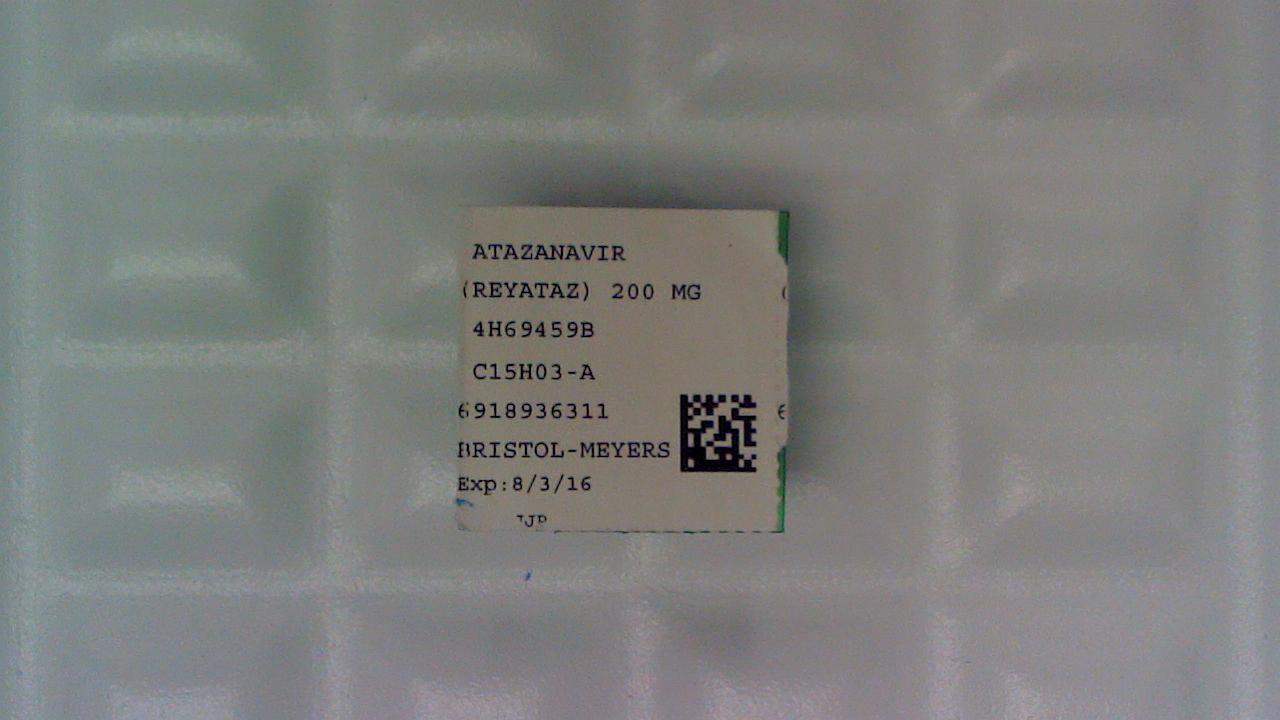 ATAZANAVIR
(REYATAZ) 200 MG
4H69459B
C15H03-A
6918936311
BRISTOL-MEYERS
Exp:8/3/16